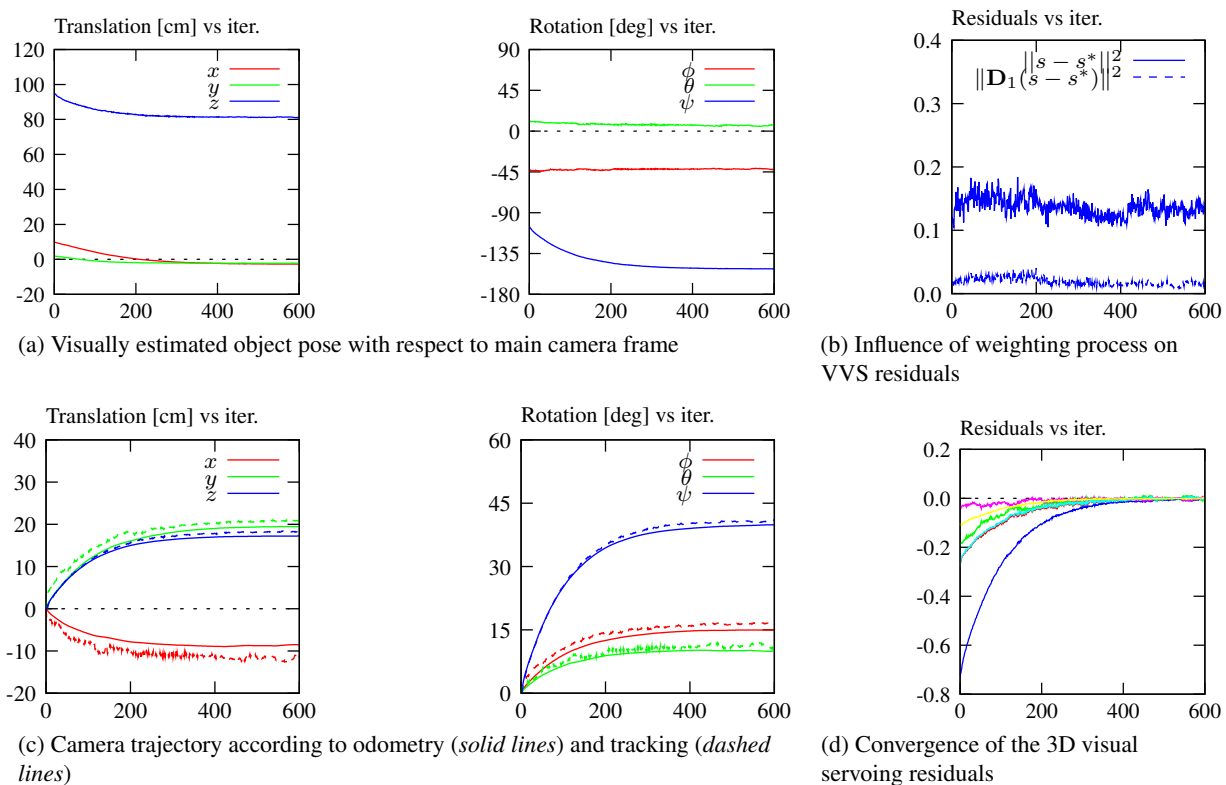 Translation [cm] vs iter.
120
100
80
60
40
20
0
-20
0 200 400 600
x
y
z
Rotation [deg] vs iter.
90
45
0
-45
-90
-135
-180
0 200 400 600
ϕ
θ
ψ
(a) Visually estimated object pose with respect to main camera frame
Residuals vs iter.
0.4
0.3
0.2
0.1
0.0
0 200 400 600
||s − s*||²
||D₁(s − s*)||²
(b) Influence of weighting process on
VVS residuals
Translation [cm] vs iter.
40
30
20
10
0
-10
-20
0 200 400 600
x
y
z
Rotation [deg] vs iter.
60
45
30
15
0
0 200 400 600
ϕ
θ
ψ
(c) Camera trajectory according to odometry (solid lines) and tracking (dashed
lines)
Residuals vs iter.
0.2
0.0
-0.2
-0.4
-0.6
-0.8
0 200 400 600
(d) Convergence of the 3D visual
servoing residuals